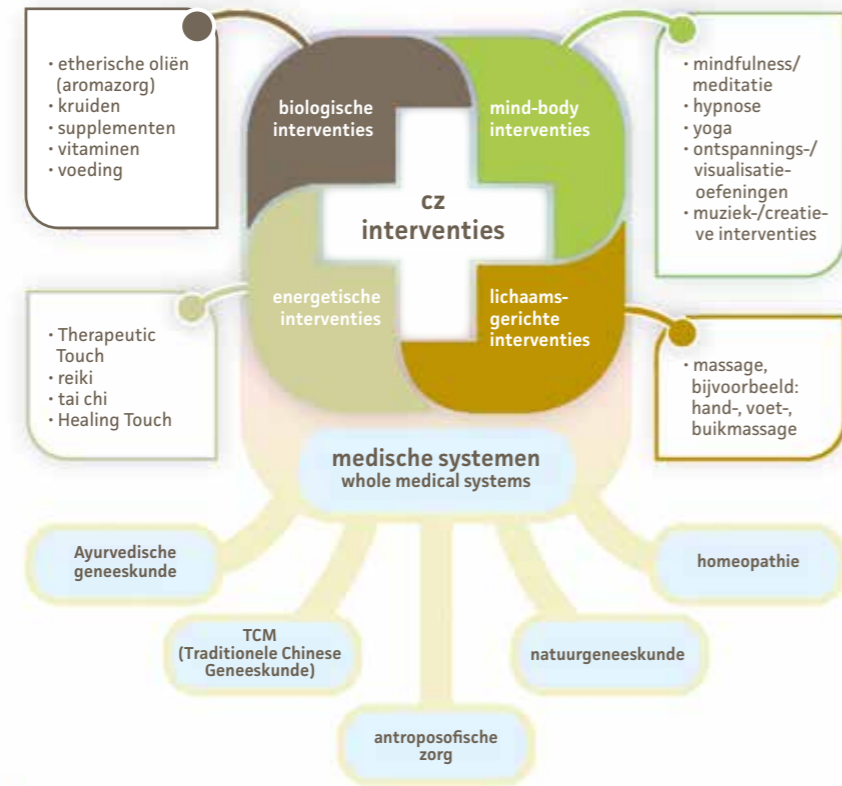 · etherische oliën
(aromazorg)
· kruiden
· supplementen
· vitaminen
· voeding
biologische
interventies
mind-body
interventies
· mindfulness/
meditatie
· hypnose
· yoga
· ontspannings-/
visualisatie-
oefeningen
· muziek-/creatie-
ve interventies
cz
interventies
· Therapeutic
Touch
· reiki
· tai chi
· Healing Touch
energetische
interventies
lichaams-
gerichte
interventies
· massage,
bijvoorbeeld:
hand-, voet-,
buikmassage
medische systemen
whole medical systems
Ayurvedische
geneeskunde
TCM
(Traditionele Chinese
Geneeskunde)
antroposofische
zorg
natuurgeneeskunde
homeopathie